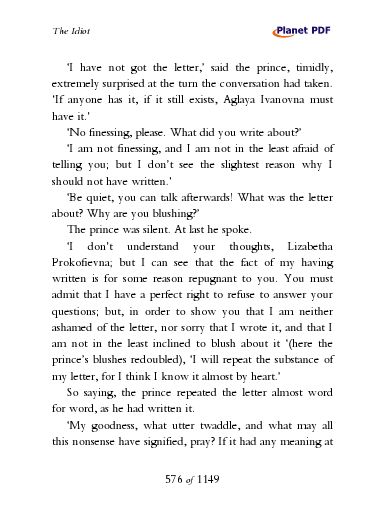 The Idiot
Planet PDF
‘I have not got the letter,’ said the prince, timidly,
extremely surprised at the turn the conversation had taken.
‘If anyone has it, if it still exists, Aglaya Ivanovna must
have it.’
‘No finessing, please. What did you write about?’
‘I am not finessing, and I am not in the least afraid of
telling you; but I don’t see the slightest reason why I
should not have written.’
‘Be quiet, you can talk afterwards! What was the letter
about? Why are you blushing?’
The prince was silent. At last he spoke.
‘I don’t understand your thoughts, Lizabetha
Prokofievna; but I can see that the fact of my having
written is for some reason repugnant to you. You must
admit that I have a perfect right to refuse to answer your
questions; but, in order to show you that I am neither
ashamed of the letter, nor sorry that I wrote it, and that I
am not in the least inclined to blush about it ‘(here the
prince’s blushes redoubled), ‘I will repeat the substance of
my letter, for I think I know it almost by heart.’
So saying, the prince repeated the letter almost word
for word, as he had written it.
‘My goodness, what utter twaddle, and what may all
this nonsense have signified, pray? If it had any meaning at
576 of 1149